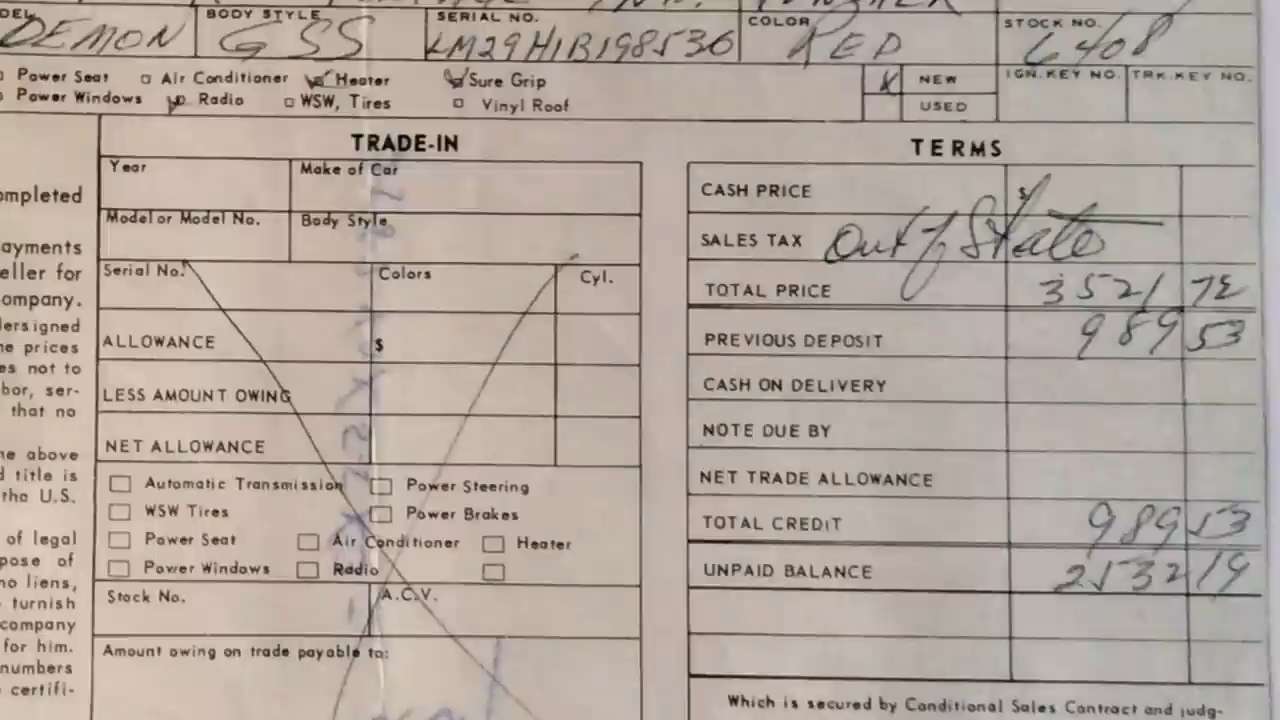 DEL BODY STYLE SERIAL NO. COLOR STOCK NO.
DEMON GSS LM29H1B198536 RED 6408
Power Seat Air Conditioner Heater Sure Grip
Power Windows Radio WSW, Tires Vinyl Roof
X NEW
USED
IGN. KEY NO. TRK. KEY NO.
ompleted
ayments
eller for
ompany.
dersigned
he prices
es not to
bor, ser-
that no
he above
d title is
the U.S.
of legal
pose of
no liens,
turnish
company
for him.
numbers
certifi-
TRADE-IN
Year Make of Car
Model or Model No. Body Style
Serial No. Colors Cyl.
ALLOWANCE $
LESS AMOUNT OWING
NET ALLOWANCE
Automatic Transmission Power Steering
WSW Tires Power Brakes
Power Seat Air Conditioner Heater
Power Windows Radio
Stock No. A.C.V.
Amount owing on trade payable to:
TERMS
CASH PRICE $
SALES TAX Out of State
TOTAL PRICE 3521 72
PREVIOUS DEPOSIT 989 53
CASH ON DELIVERY
NOTE DUE BY
NET TRADE ALLOWANCE
TOTAL CREDIT 989 53
UNPAID BALANCE 2532 19
Which is secured by Conditional Sales Contract and judg-